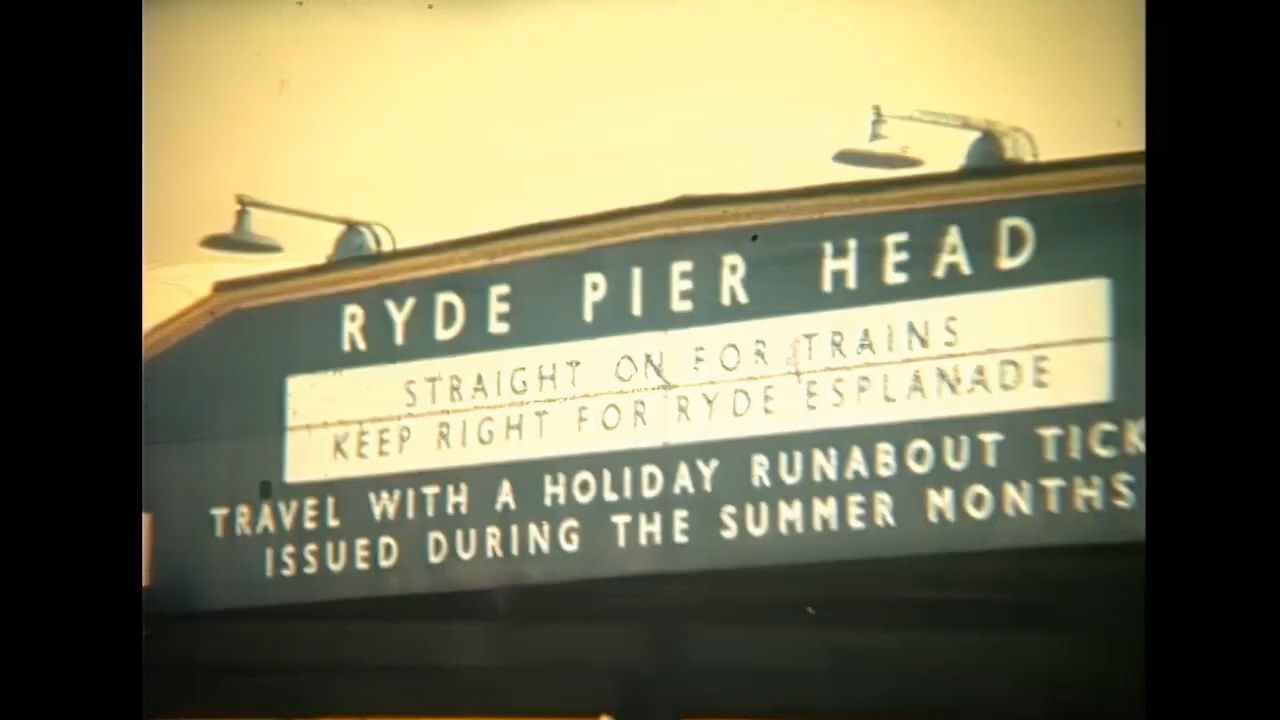 RYDE PIER HEAD
STRAIGHT ON FOR TRAINS
KEEP RIGHT FOR RYDE ESPLANADE
TRAVEL WITH A HOLIDAY RUNABOUT TICK
ISSUED DURING THE SUMMER MONTHS